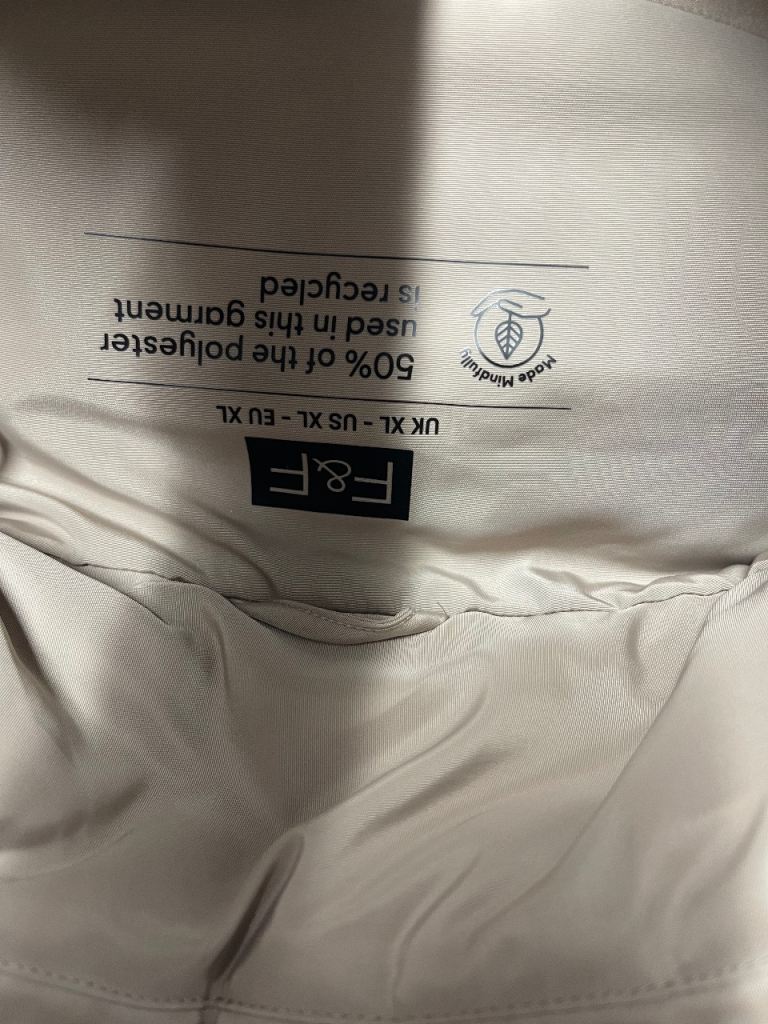 F&F
UK XL - US XL - EU XL
Made Mindfully
50% of the polyester
used in this garment
is recycled